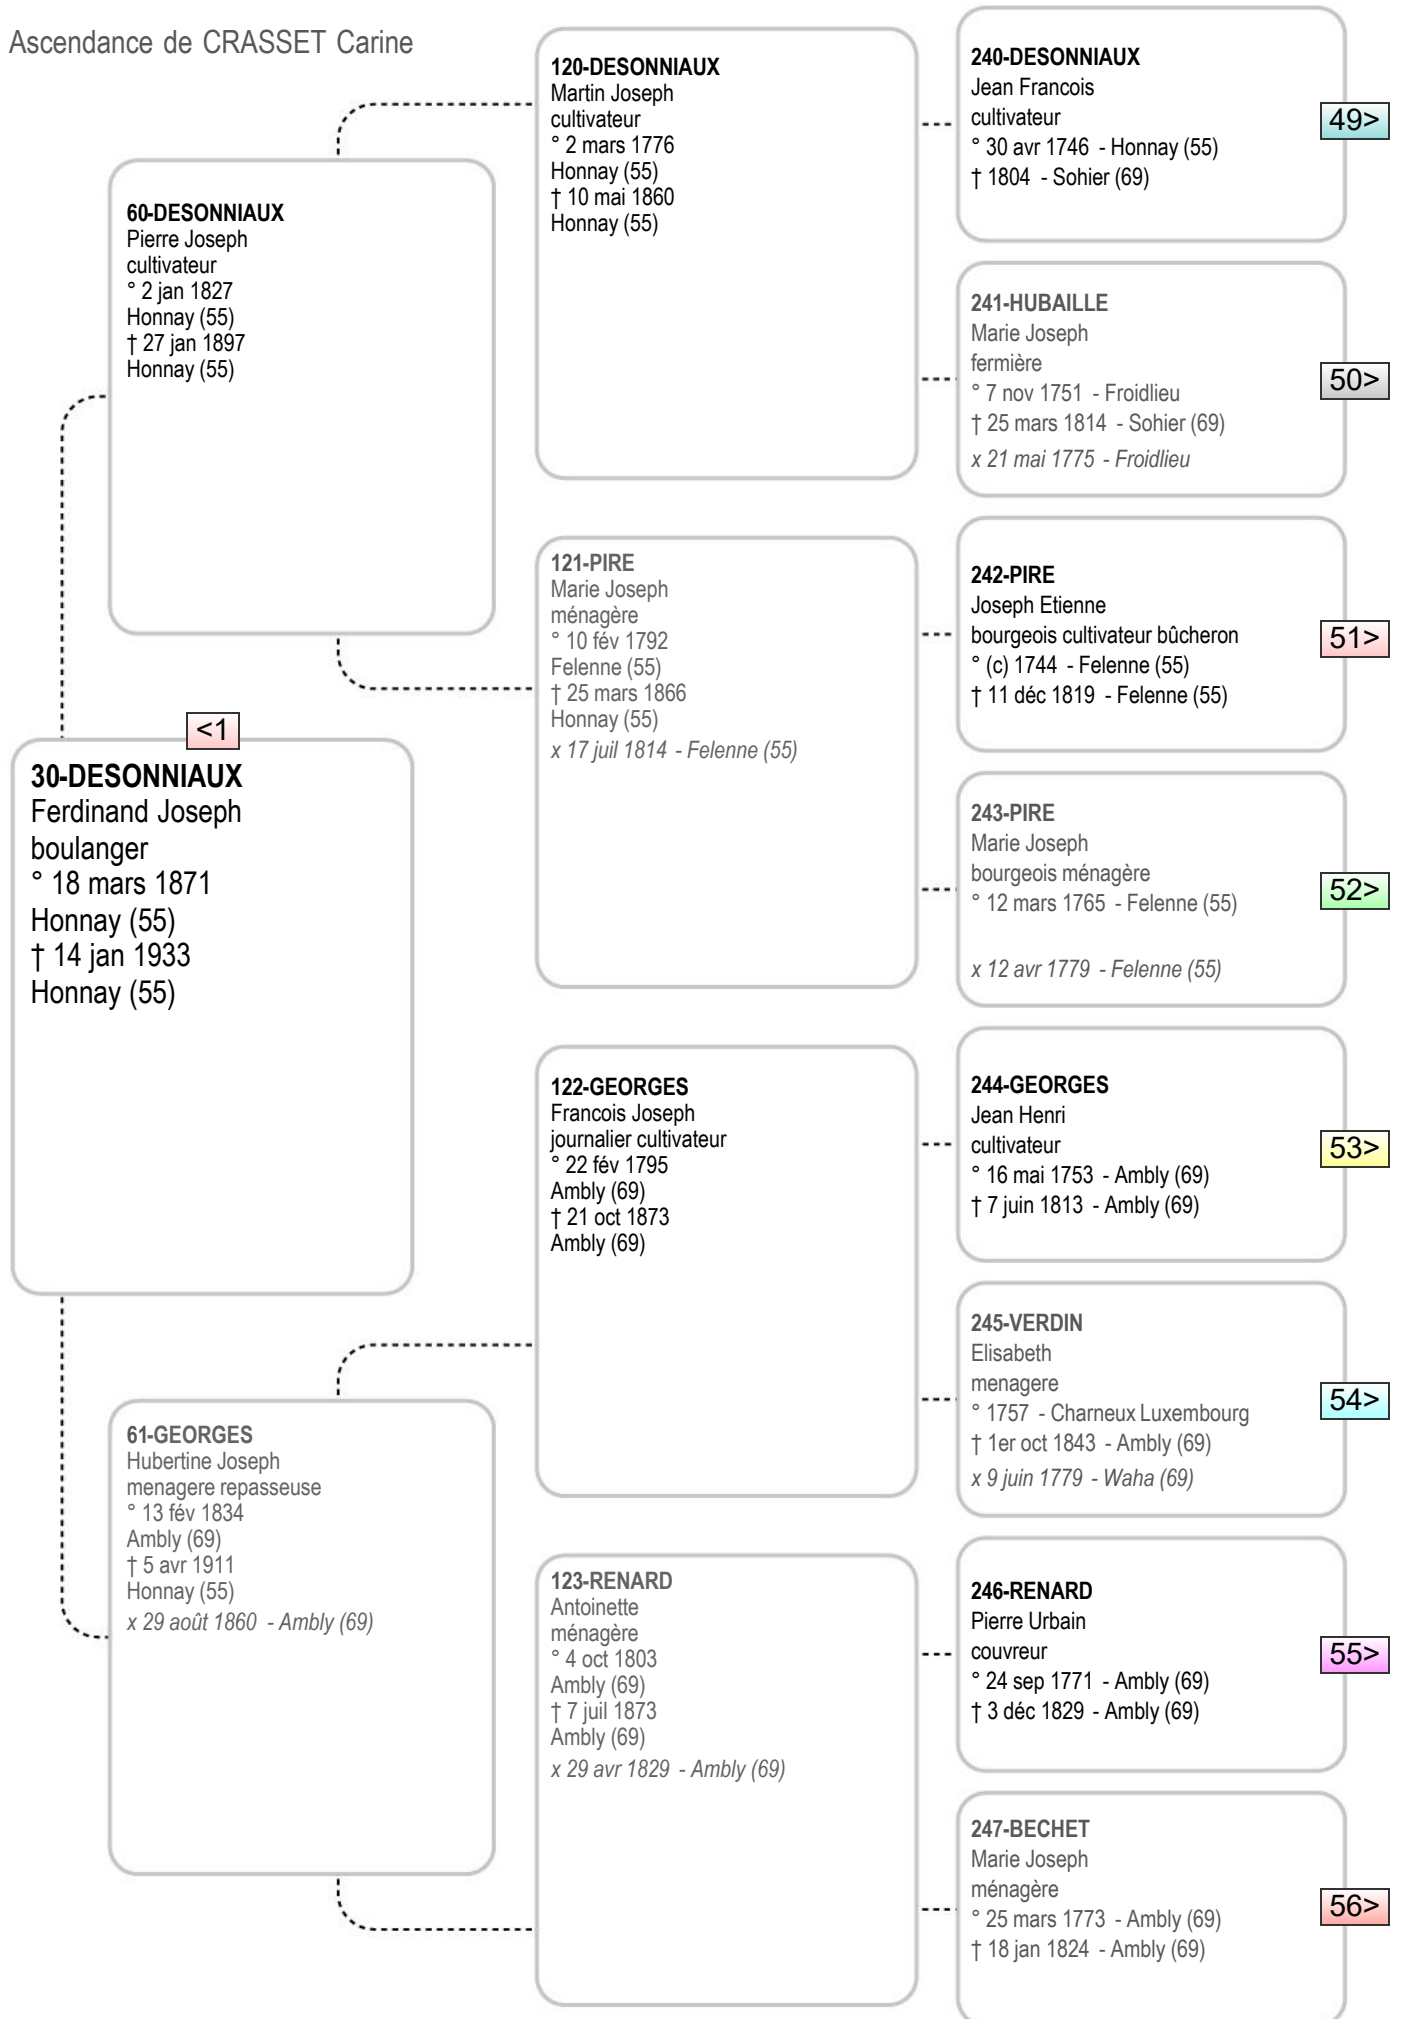 Ascendance de CRASSET Carine
<1
30-DESONNIAUX
Ferdinand Joseph
boulanger
° 18 mars 1871
Honnay (55)
† 14 jan 1933
Honnay (55)
60-DESONNIAUX
Pierre Joseph
cultivateur
° 2 jan 1827
Honnay (55)
† 27 jan 1897
Honnay (55)
61-GEORGES
Hubertine Joseph
menagere repasseuse
° 13 fév 1834
Ambly (69)
† 5 avr 1911
Honnay (55)
x 29 août 1860 - Ambly (69)
120-DESONNIAUX
Martin Joseph
cultivateur
° 2 mars 1776
Honnay (55)
† 10 mai 1860
Honnay (55)
121-PIRE
Marie Joseph
ménagère
° 10 fév 1792
Felenne (55)
† 25 mars 1866
Honnay (55)
x 17 juil 1814 - Felenne (55)
122-GEORGES
Francois Joseph
journalier cultivateur
° 22 fév 1795
Ambly (69)
† 21 oct 1873
Ambly (69)
123-RENARD
Antoinette
ménagère
° 4 oct 1803
Ambly (69)
† 7 juil 1873
Ambly (69)
x 29 avr 1829 - Ambly (69)
240-DESONNIAUX
Jean Francois
cultivateur
° 30 avr 1746 - Honnay (55)
† 1804 - Sohier (69)
49>
241-HUBAILLE
Marie Joseph
fermière
° 7 nov 1751 - Froidlieu
† 25 mars 1814 - Sohier (69)
x 21 mai 1775 - Froidlieu
50>
242-PIRE
Joseph Etienne
bourgeois cultivateur bûcheron
° (c) 1744 - Felenne (55)
† 11 déc 1819 - Felenne (55)
51>
243-PIRE
Marie Joseph
bourgeois ménagère
° 12 mars 1765 - Felenne (55)
x 12 avr 1779 - Felenne (55)
52>
244-GEORGES
Jean Henri
cultivateur
° 16 mai 1753 - Ambly (69)
† 7 juin 1813 - Ambly (69)
53>
245-VERDIN
Elisabeth
menagere
° 1757 - Charneux Luxembourg
† 1er oct 1843 - Ambly (69)
x 9 juin 1779 - Waha (69)
54>
246-RENARD
Pierre Urbain
couvreur
° 24 sep 1771 - Ambly (69)
† 3 déc 1829 - Ambly (69)
55>
247-BECHET
Marie Joseph
ménagère
° 25 mars 1773 - Ambly (69)
† 18 jan 1824 - Ambly (69)
56>